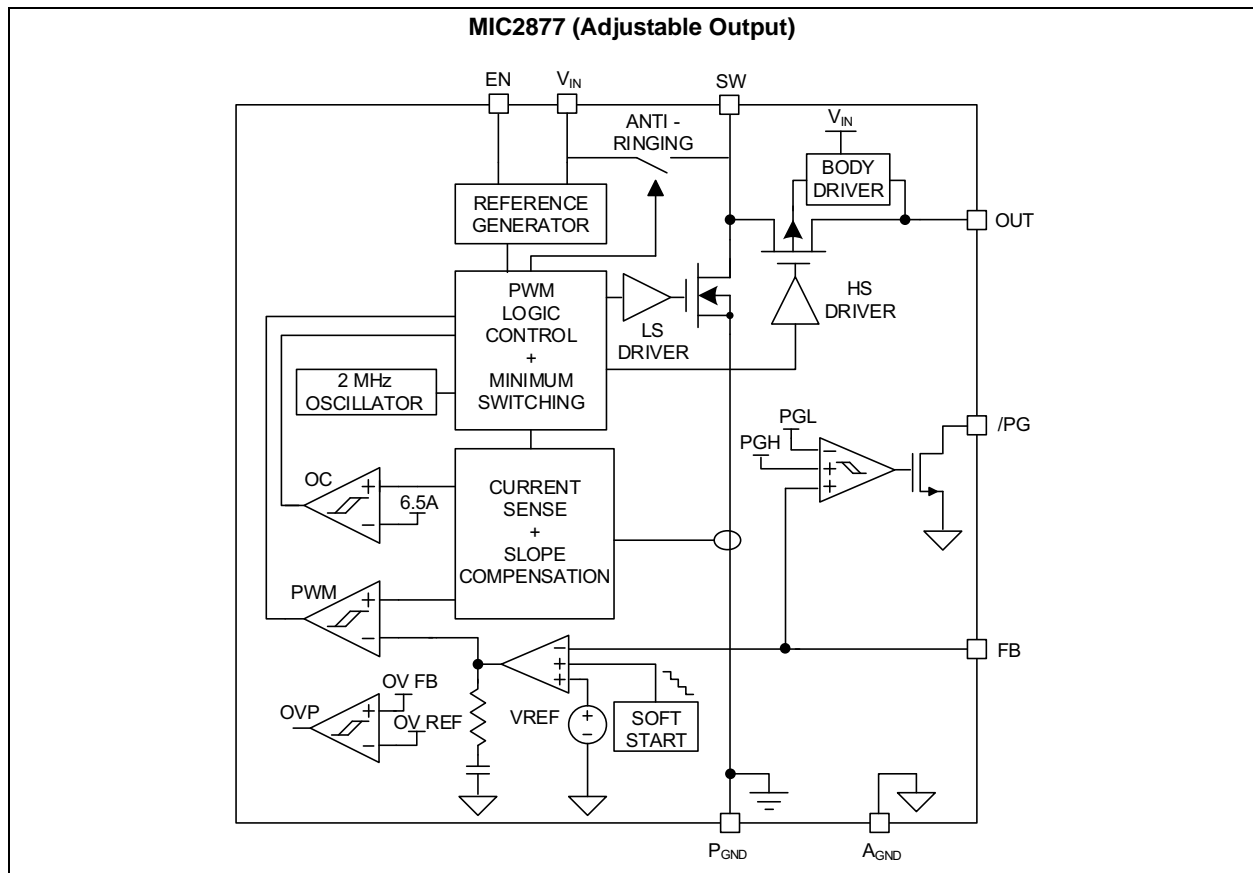 MIC2877 (Adjustable Output)
EN
VIN
SW
ANTI -
RINGING
VIN
BODY
DRIVER
REFERENCE
GENERATOR
OUT
PWM
LOGIC
CONTROL
+
MINIMUM
SWITCHING
LS
DRIVER
HS
DRIVER
2 MHz
OSCILLATOR
PGL
PGH
−
+
+
/PG
OC
+
−
6.5A
CURRENT
SENSE
+
SLOPE
COMPENSATION
PWM
+
−
−
+
+
FB
OV FB
OVP
+
−
OV REF
VREF
+
−
SOFT
START
PGND
AGND